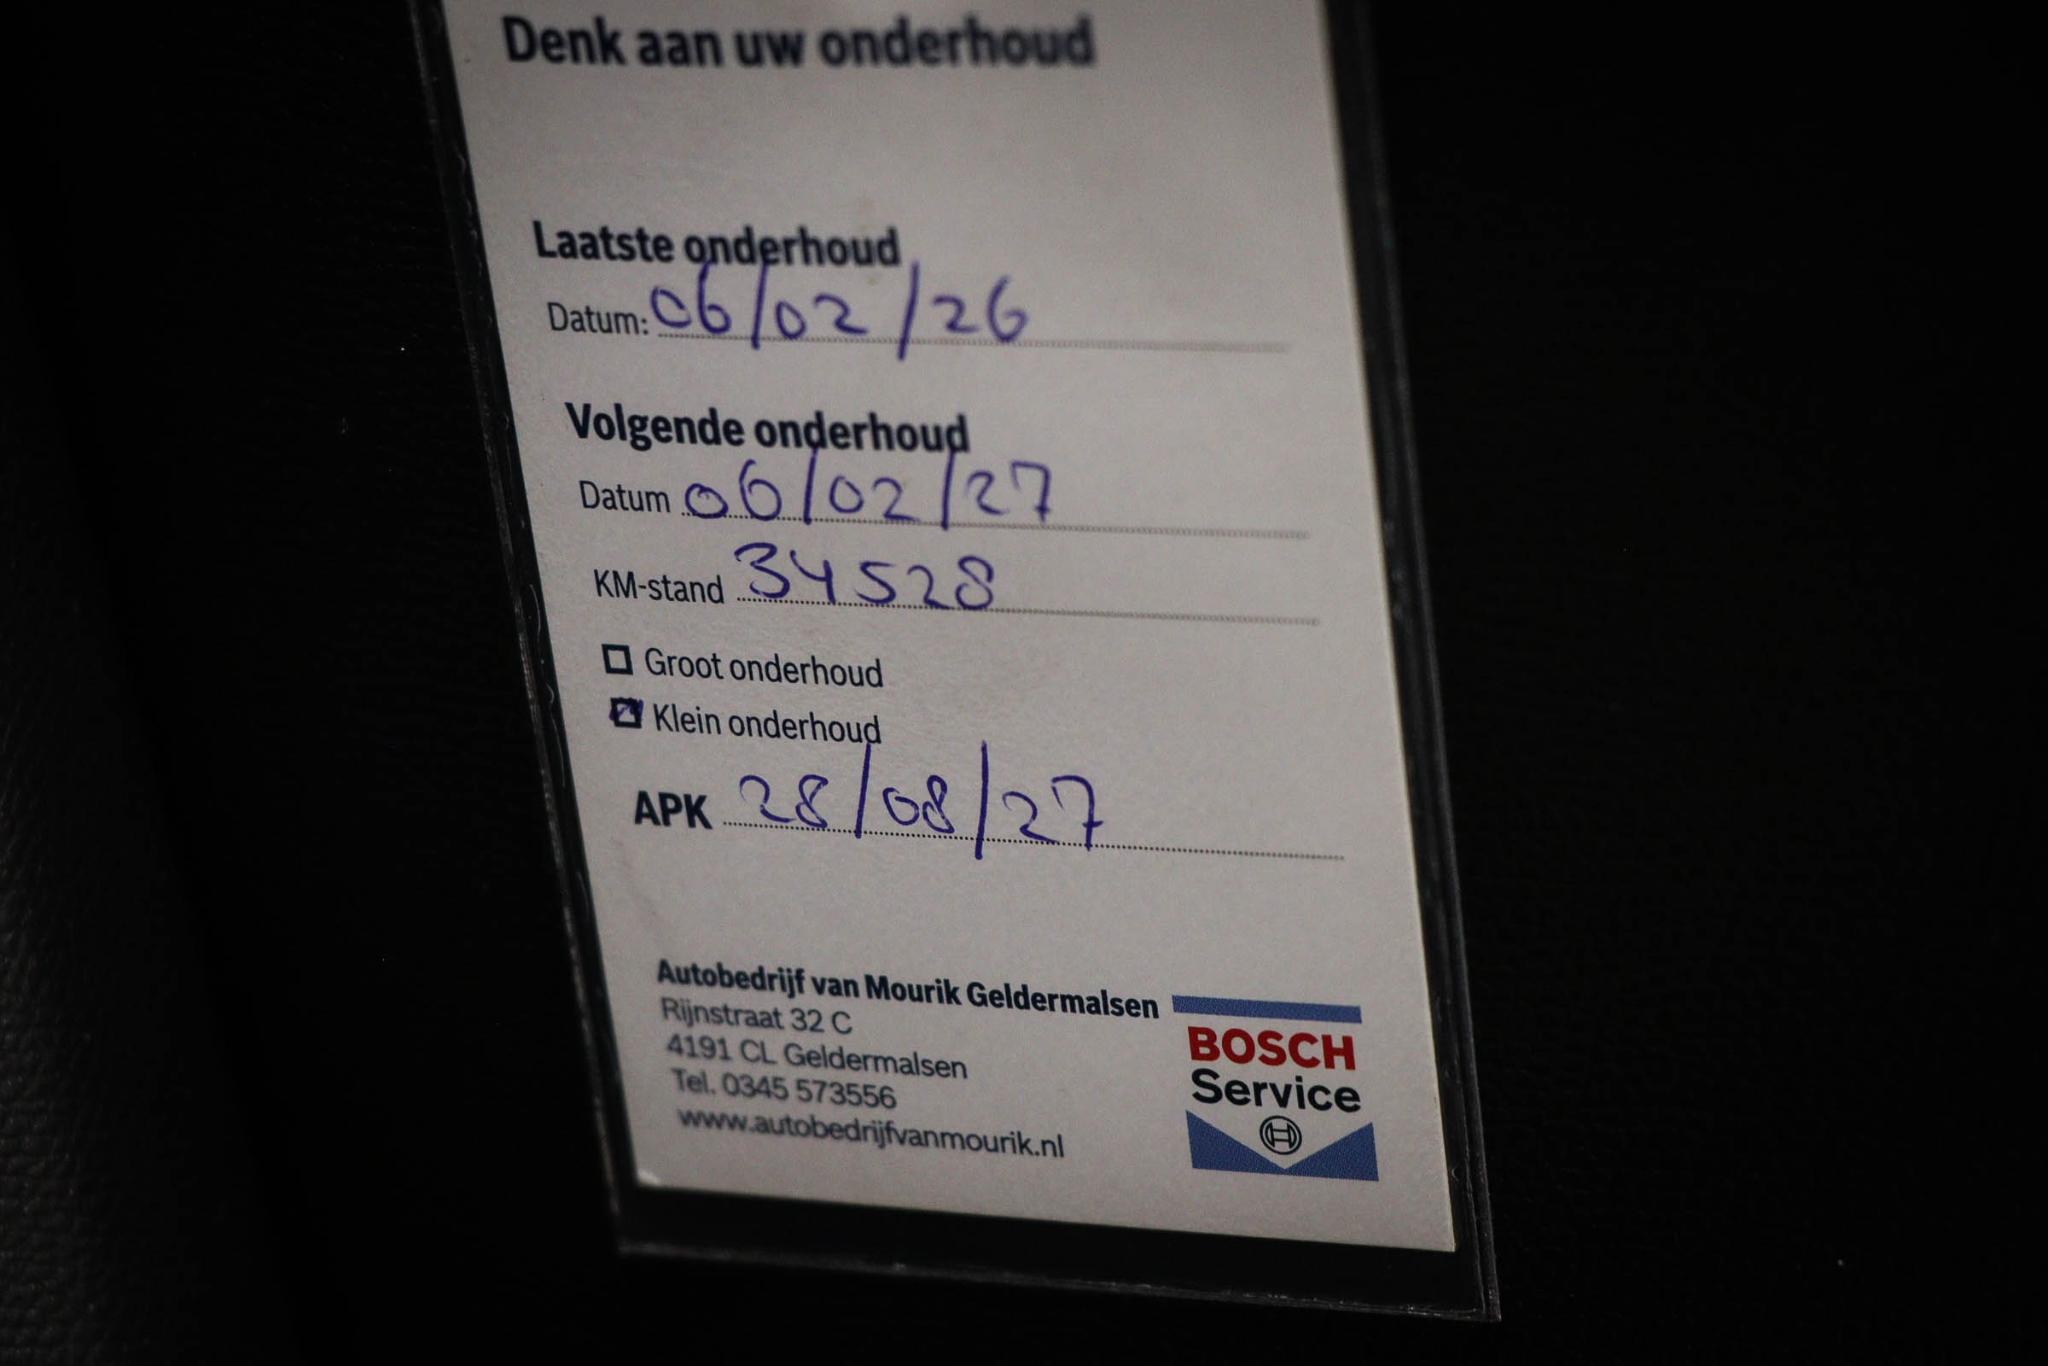 Denk aan uw onderhoud
Laatste onderhoud
Datum: 06/02/26
Volgende onderhoud
Datum 06/02/27
KM-stand 34528
Groot onderhoud
Klein onderhoud
APK 28/08/27
Autobedrijf van Mourik Geldermalsen
Rijnstraat 32 C
4191 CL Geldermalsen
Tel. 0345 573556
www.autobedrijfvanmourik.nl
BOSCH
Service